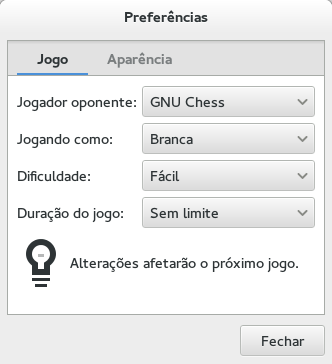 Preferências
Jogo Aparência
Jogador oponente: GNU Chess
Jogando como: Branca
Dificuldade: Fácil
Duração do jogo: Sem limite
Alterações afetarão o próximo jogo.
Fechar